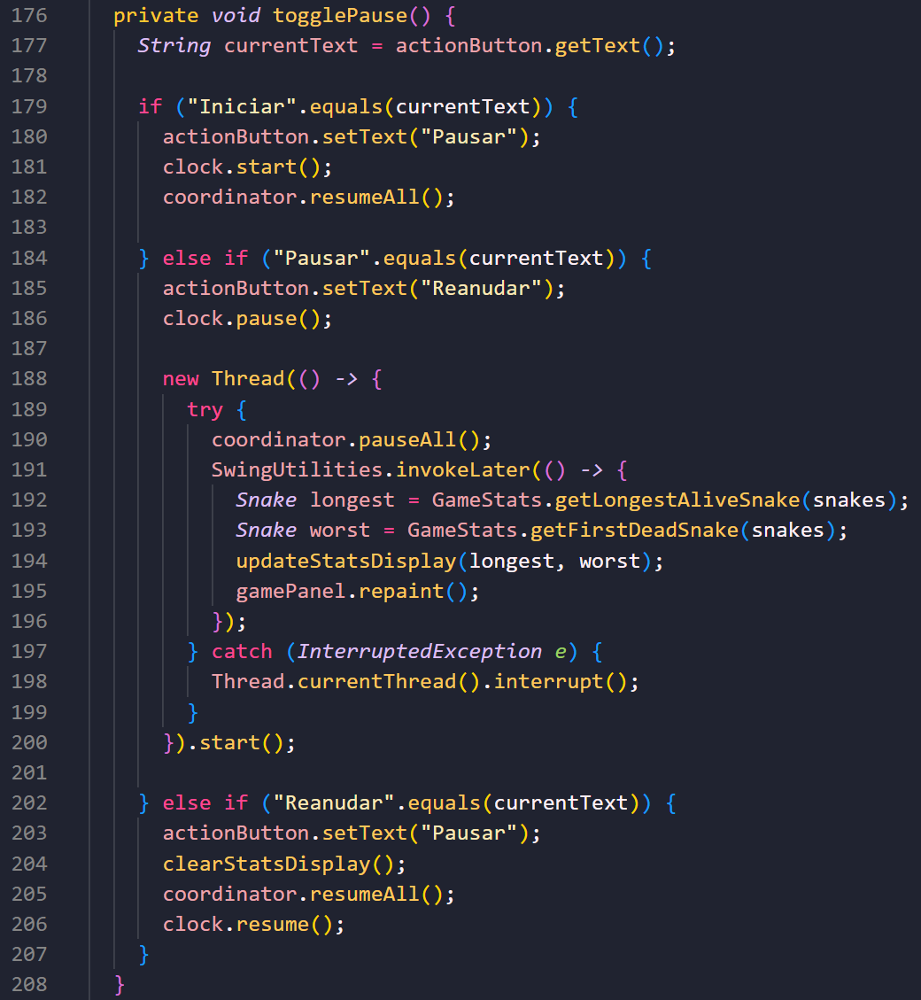 176 private void togglePause() {
177 String currentText = actionButton.getText();
178
179 if ("Iniciar".equals(currentText)) {
180 actionButton.setText("Pausar");
181 clock.start();
182 coordinator.resumeAll();
183
184 } else if ("Pausar".equals(currentText)) {
185 actionButton.setText("Reanudar");
186 clock.pause();
187
188 new Thread(() -> {
189 try {
190 coordinator.pauseAll();
191 SwingUtilities.invokeLater(() -> {
192 Snake longest = GameStats.getLongestAliveSnake(snakes);
193 Snake worst = GameStats.getFirstDeadSnake(snakes);
194 updateStatsDisplay(longest, worst);
195 gamePanel.repaint();
196 });
197 } catch (InterruptedException e) {
198 Thread.currentThread().interrupt();
199 }
200 }).start();
201
202 } else if ("Reanudar".equals(currentText)) {
203 actionButton.setText("Pausar");
204 clearStatsDisplay();
205 coordinator.resumeAll();
206 clock.resume();
207 }
208 }